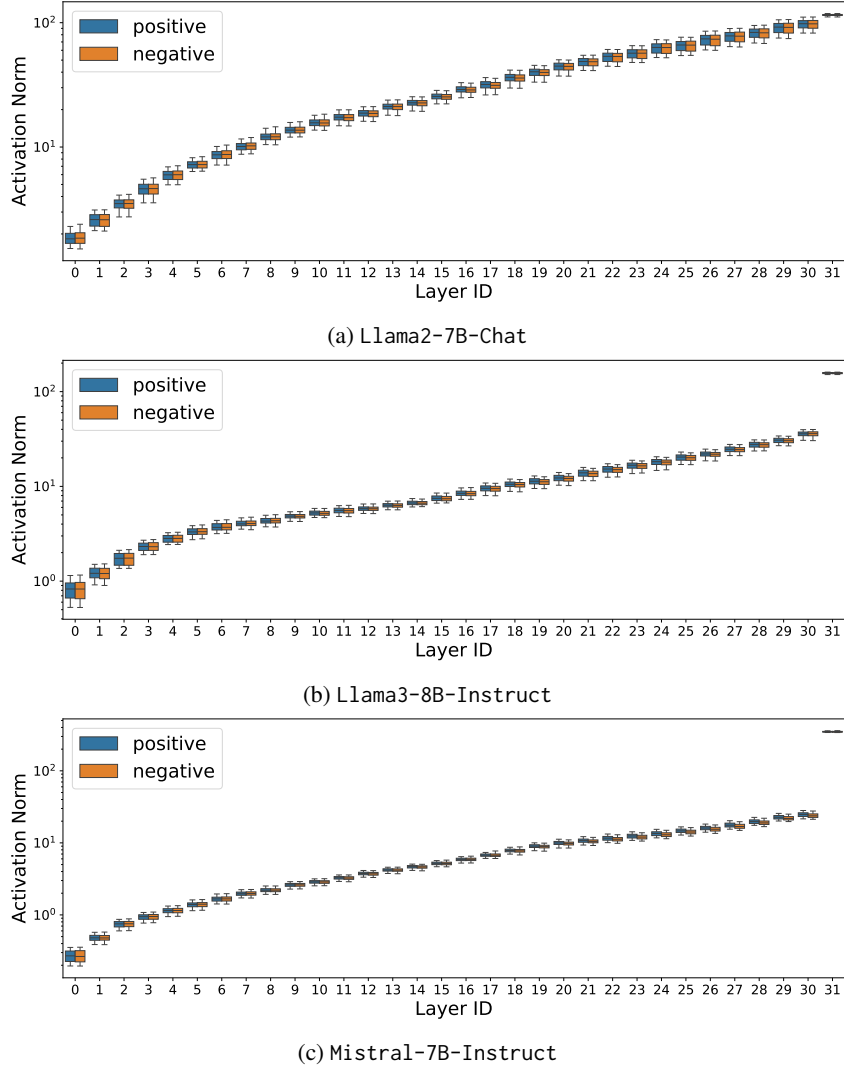 10²
10¹
Activation Norm
positive
negative
0 1 2 3 4 5 6 7 8 9 10 11 12 13 14 15 16 17 18 19 20 21 22 23 24 25 26 27 28 29 30 31
Layer ID
(a) Llama2-7B-Chat
10²
10¹
10⁰
Activation Norm
positive
negative
0 1 2 3 4 5 6 7 8 9 10 11 12 13 14 15 16 17 18 19 20 21 22 23 24 25 26 27 28 29 30 31
Layer ID
(b) Llama3-8B-Instruct
10²
10¹
10⁰
Activation Norm
positive
negative
0 1 2 3 4 5 6 7 8 9 10 11 12 13 14 15 16 17 18 19 20 21 22 23 24 25 26 27 28 29 30 31
Layer ID
(c) Mistral-7B-Instruct